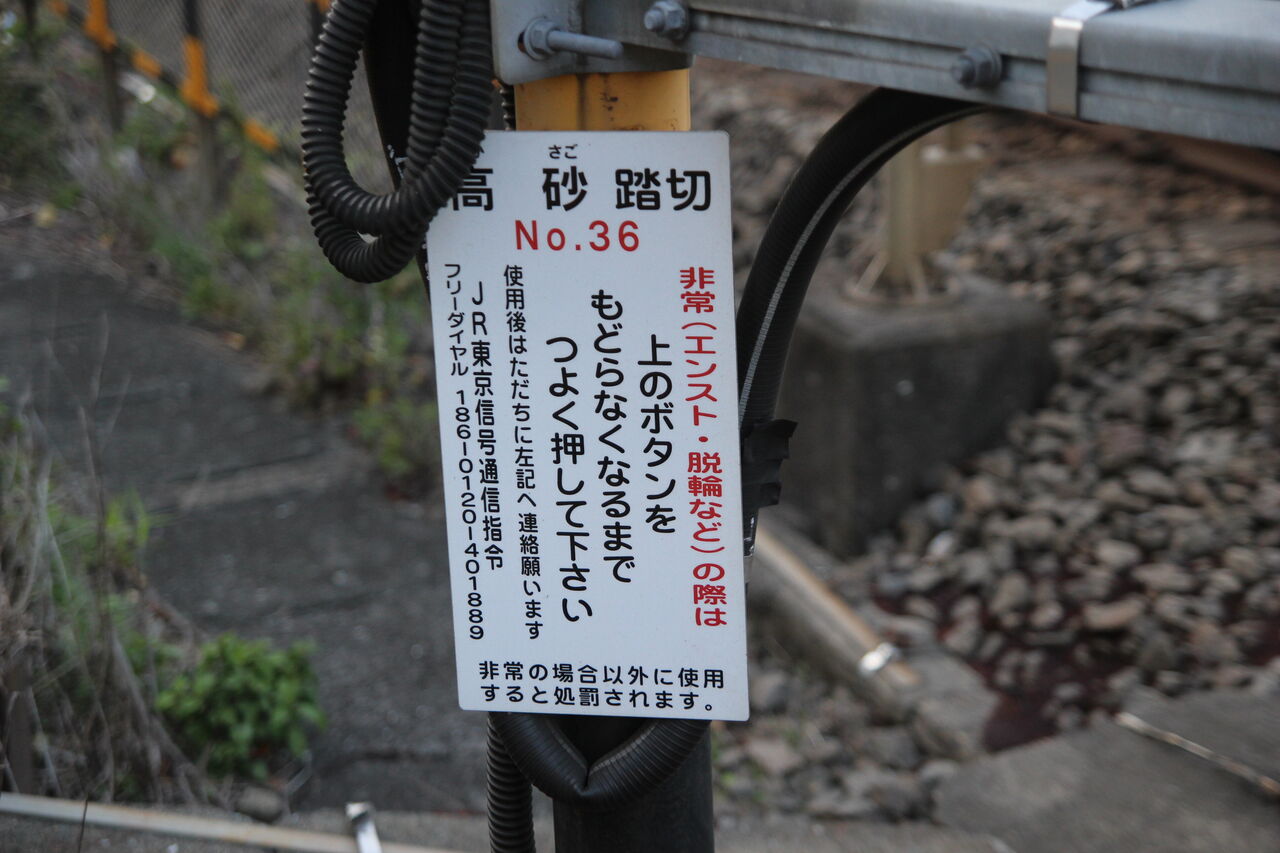 さご
高砂踏切
No.36
非常(エンスト・脱輪など)の際は
上のボタンを
もどらなくなるまで
つよく押して下さい
使用後はただちに左記へ連絡願います
JR東京信号通信指令
フリーダイヤル 186-0120-401889
非常の場合以外に使用
すると処罰されます。